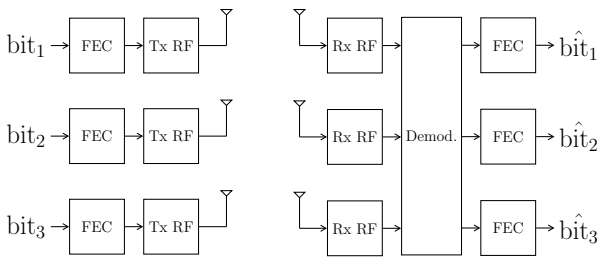 bit₁ FEC Tx RF Rx RF FEC bit̂₁
bit₂ FEC Tx RF Rx RF Demod. FEC bit̂₂
bit₃ FEC Tx RF Rx RF FEC bit̂₃